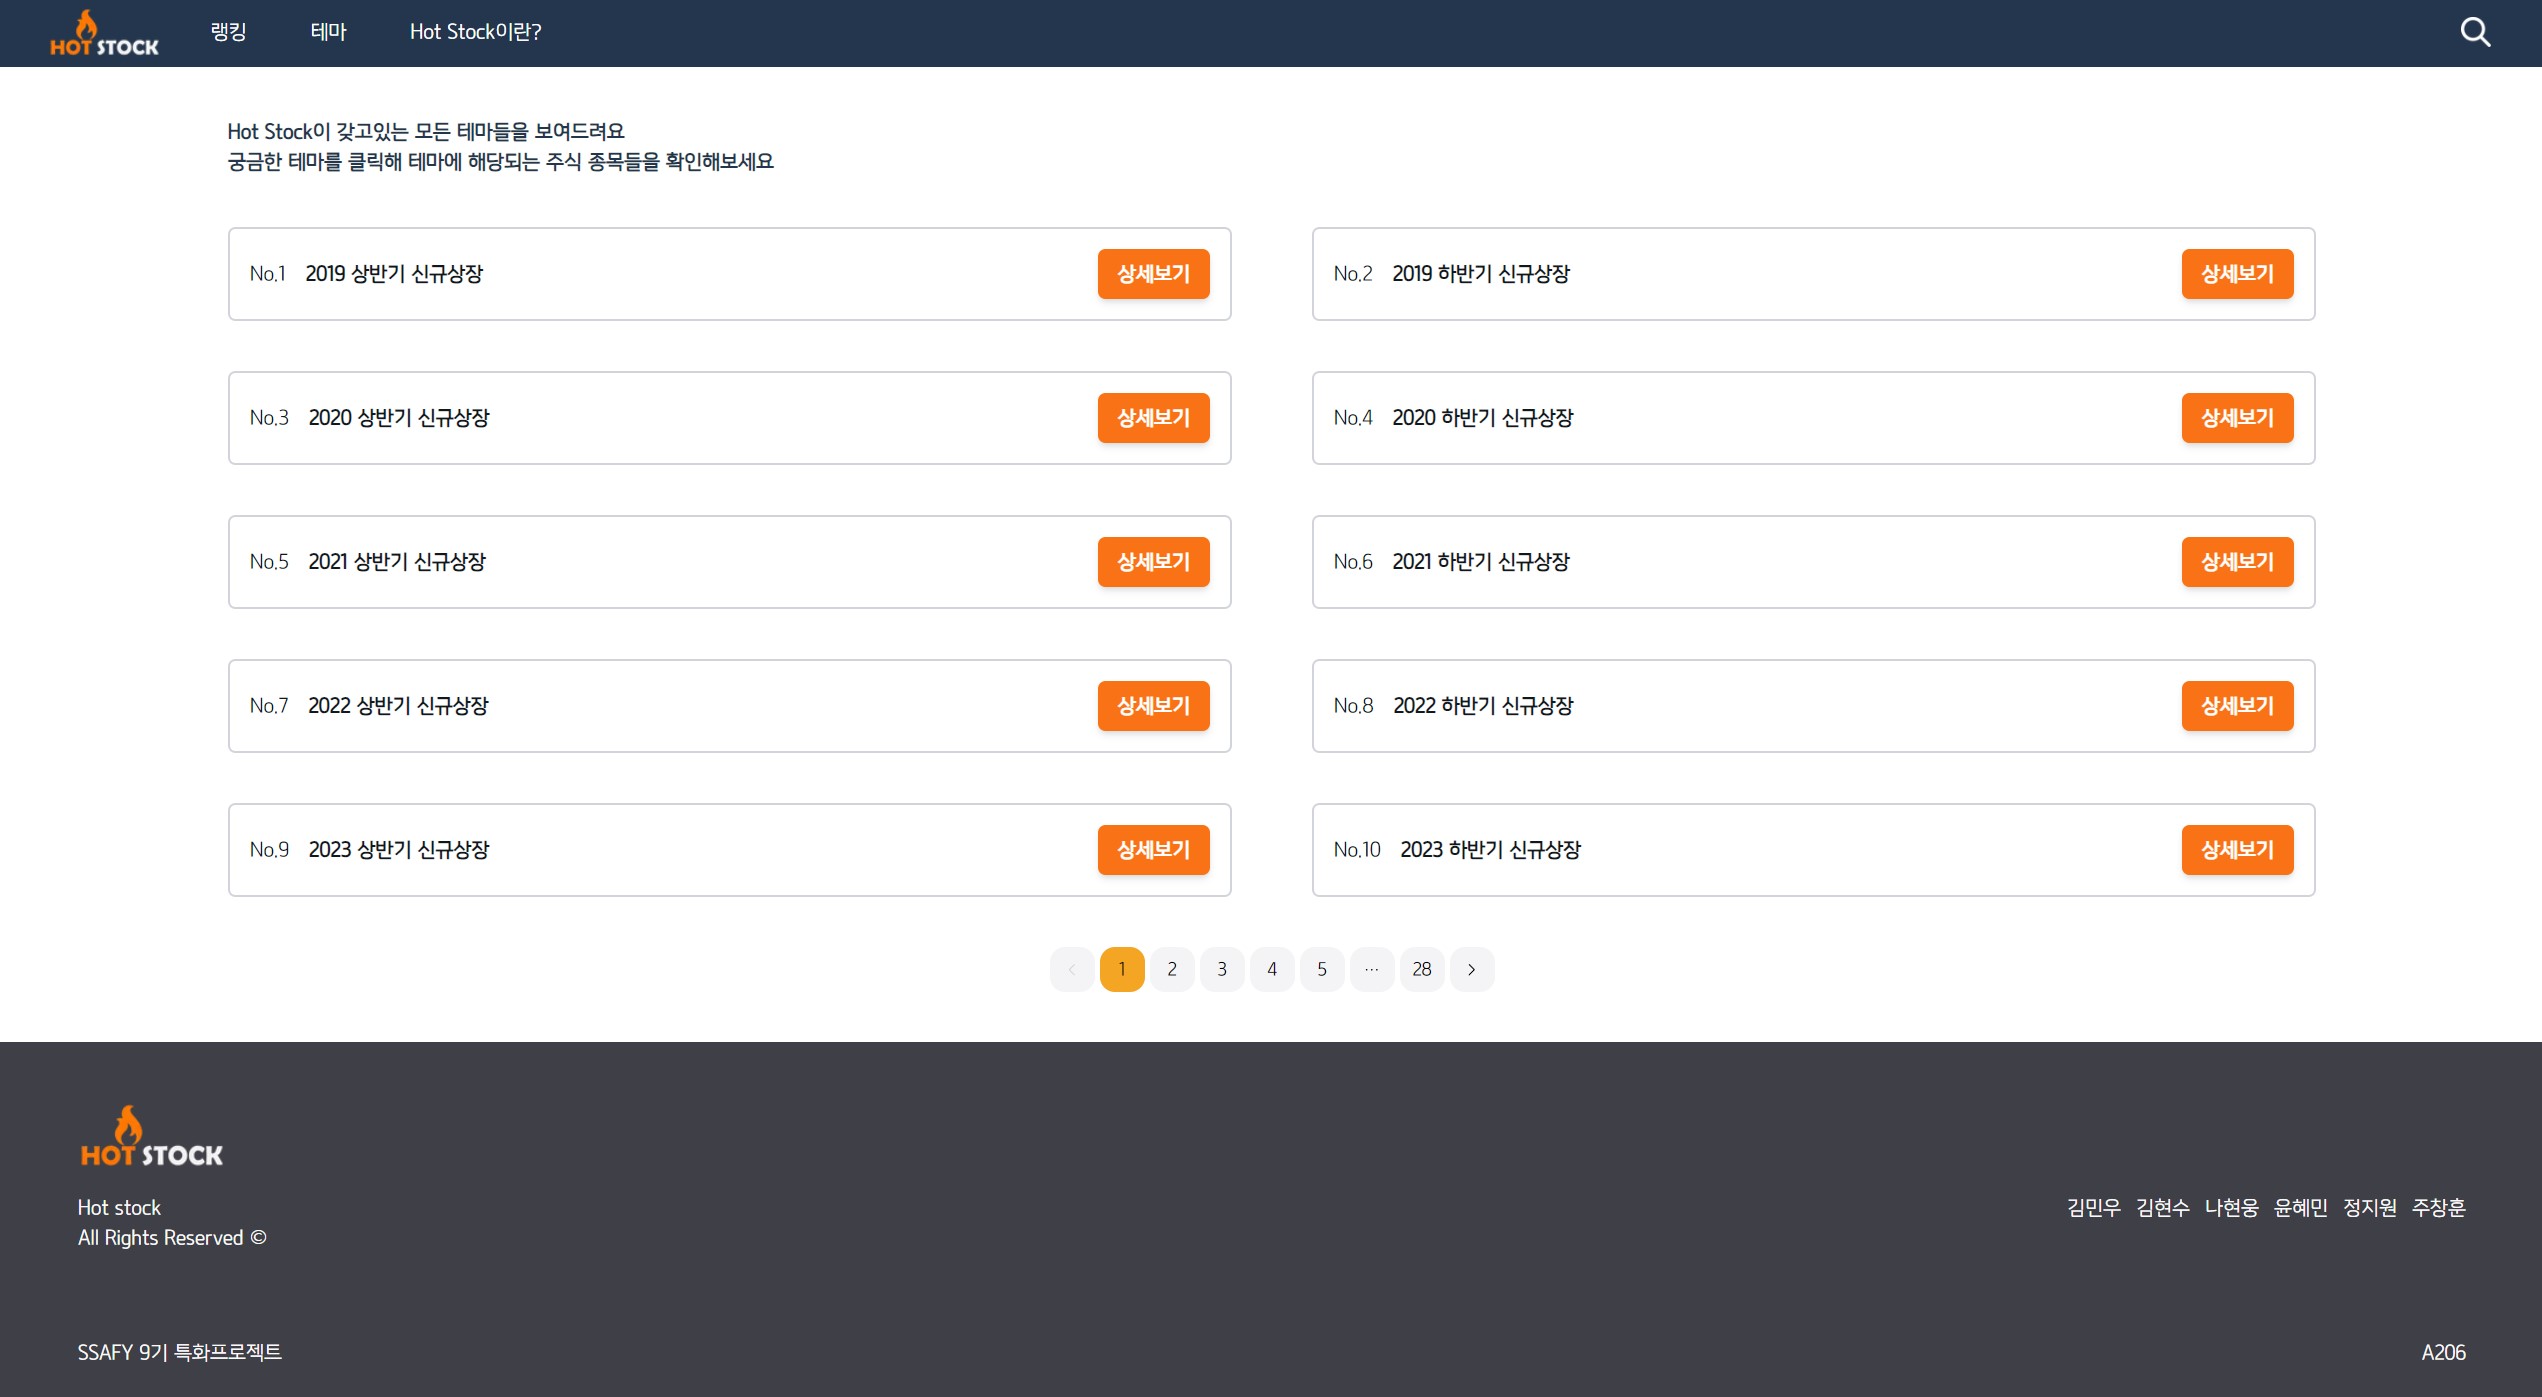 HOT STOCK 랭킹 테마 Hot Stock이란?
Hot Stock이 갖고있는 모든 테마들을 보여드려요
궁금한 테마를 클릭해 테마에 해당되는 주식 종목들을 확인해보세요
No.1 2019 상반기 신규상장 상세보기
No.2 2019 하반기 신규상장 상세보기
No.3 2020 상반기 신규상장 상세보기
No.4 2020 하반기 신규상장 상세보기
No.5 2021 상반기 신규상장 상세보기
No.6 2021 하반기 신규상장 상세보기
No.7 2022 상반기 신규상장 상세보기
No.8 2022 하반기 신규상장 상세보기
No.9 2023 상반기 신규상장 상세보기
No.10 2023 하반기 신규상장 상세보기
< 1 2 3 4 5 ··· 28 >
HOT STOCK
Hot stock
All Rights Reserved ©
김민우 김현수 나현웅 윤혜민 정지원 주창훈
SSAFY 9기 특화프로젝트
A206